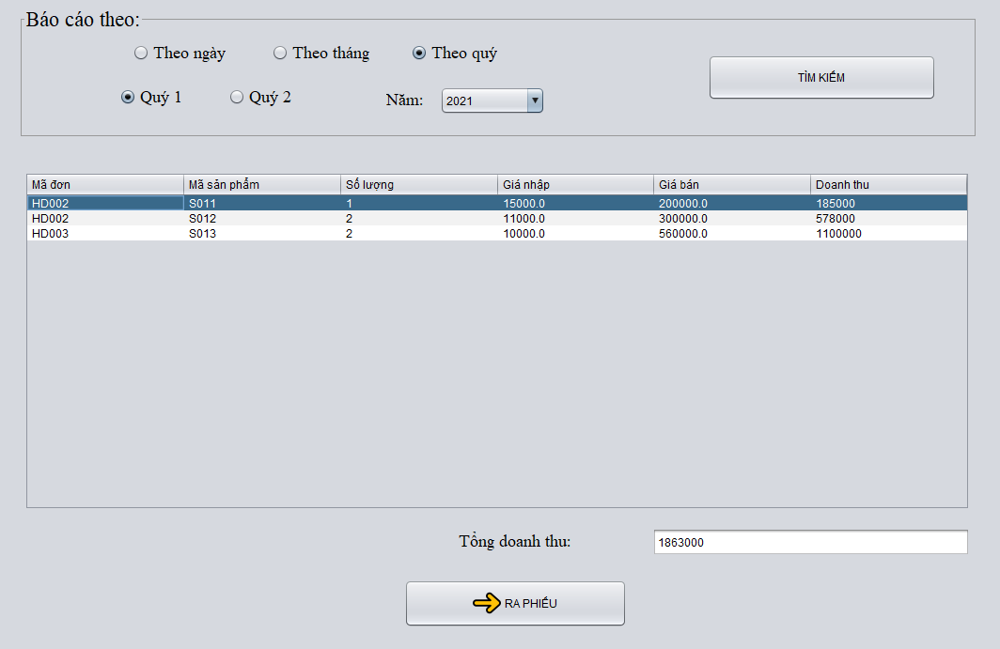 Báo cáo theo:
Theo ngày Theo tháng Theo quý
TÌM KIẾM
Quý 1 Quý 2 Năm: 2021
Mã đơn Mã sản phẩm Số lượng Giá nhập Giá bán Doanh thu
HD002 S011 1 15000.0 200000.0 185000
HD002 S012 2 11000.0 300000.0 578000
HD003 S013 2 10000.0 560000.0 1100000
Tổng doanh thu: 1863000
RA PHIẾU